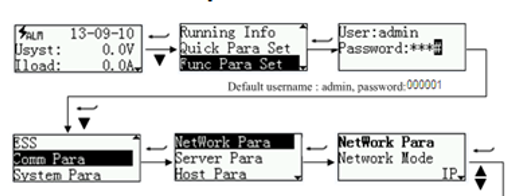 ALM 13-09-10
Usyst: 0.0V
Iload: 0.0A
Running Info
Quick Para Set
Func Para Set
User:admin
Password:***#
Default username : admin, password:000001
ESS
Comm Para
System Para
NetWork Para
Server Para
Host Para
NetWork Para
Network Mode
IP